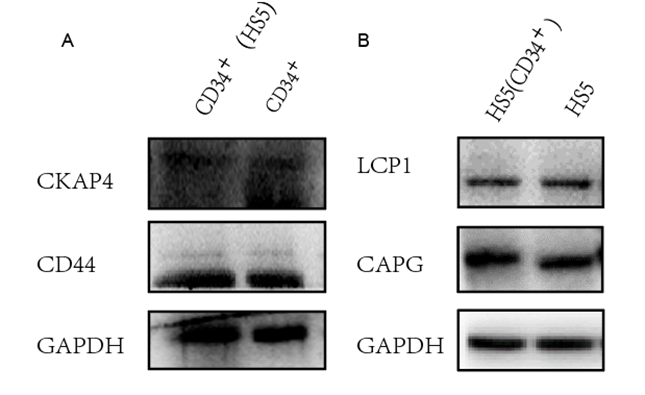 A
CD34+ (HS5)
CD34+
CKAP4
CD44
GAPDH
B
HS5(CD34+)
HS5
LCP1
CAPG
GAPDH